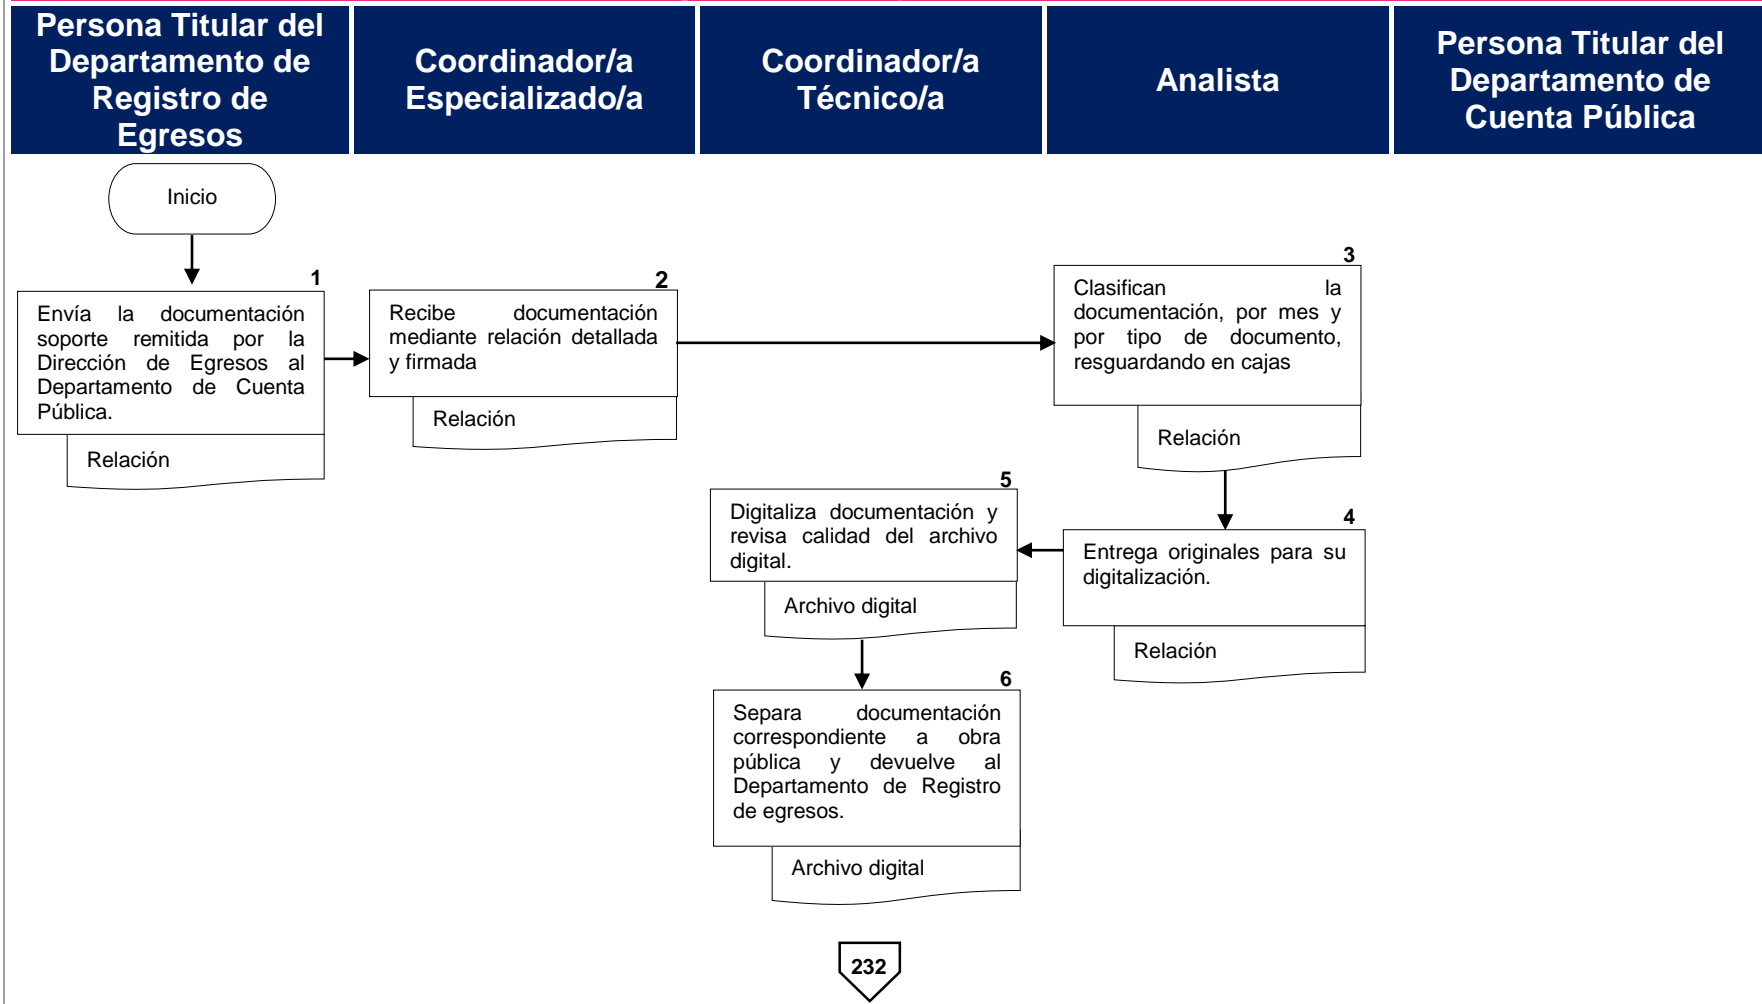 Persona Titular del
Departamento de
Registro de
Egresos
Coordinador/a
Especializado/a
Coordinador/a
Técnico/a
Analista
Persona Titular del
Departamento de
Cuenta Pública
Inicio
1
Envía la documentación
soporte remitida por la
Dirección de Egresos al
Departamento de Cuenta
Pública.
Relación
2
Recibe documentación
mediante relación detallada
y firmada
Relación
3
Clasifican la
documentación, por mes y
por tipo de documento,
resguardando en cajas
Relación
4
Entrega originales para su
digitalización.
Relación
5
Digitaliza documentación y
revisa calidad del archivo
digital.
Archivo digital
6
Separa documentación
correspondiente a obra
pública y devuelve al
Departamento de Registro
de egresos.
Archivo digital
232